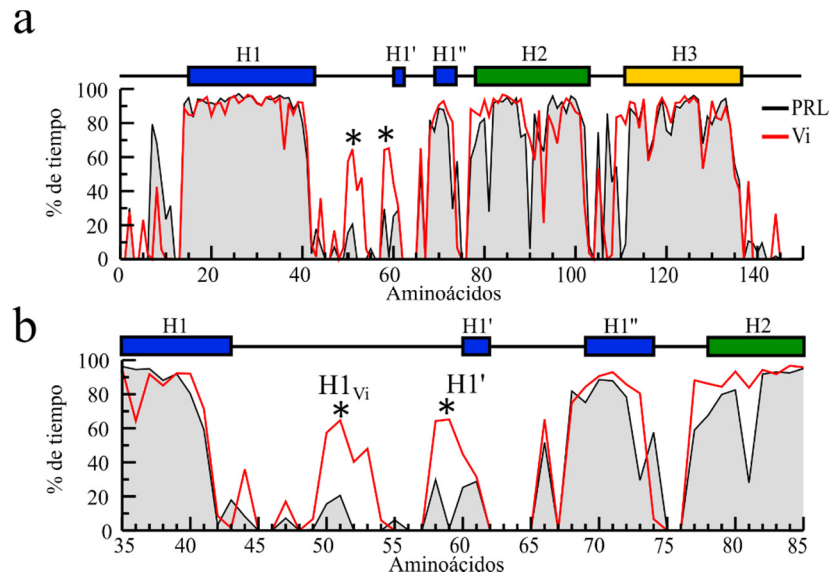 a
H1 H1' H1" H2 H3
100
80
60
40
20
0
% de tiempo
* *
PRL
Vi
0 20 40 60 80 100 120 140
Aminoácidos
b
H1 H1' H1" H2
100
80
60
40
20
0
% de tiempo
H1Vi H1'
* *
35 40 45 50 55 60 65 70 75 80 85
Aminoácidos